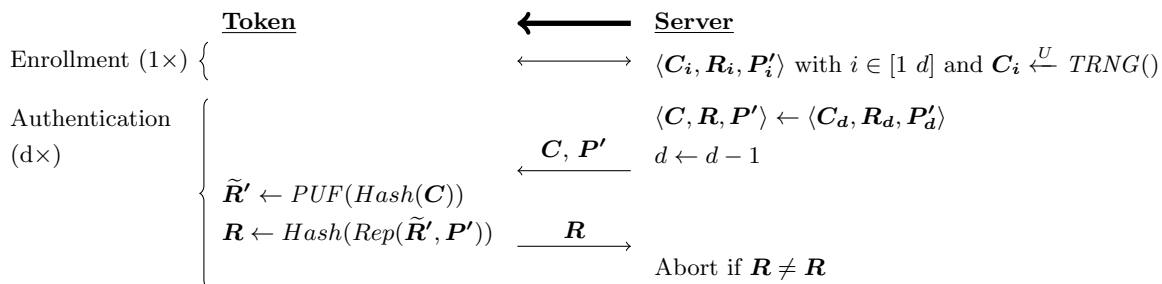 Token Server
Enrollment (1×) { ⟨C_i, R_i, P'_i⟩ with i ∈ [1 d] and C_i ←^U TRNG()
Authentication ⟨C, R, P'⟩ ← ⟨C_d, R_d, P'_d⟩
(d×) C, P' d ← d − 1
R̃' ← PUF(Hash(C))
R ← Hash(Rep(R̃', P')) R
Abort if R ≠ R